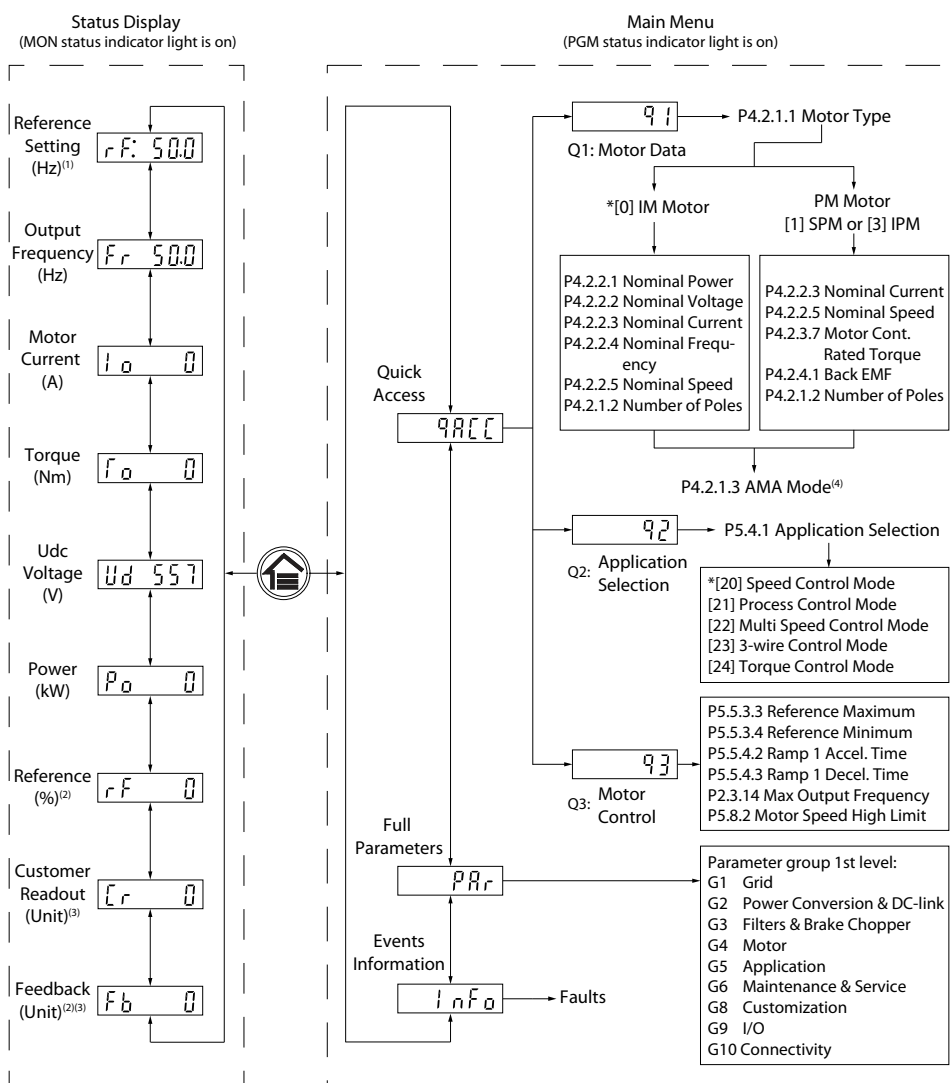 Status Display
(MON status indicator light is on)
Reference
Setting
(Hz)(1)
rF: 50.0
Output
Frequency
(Hz)
Fr 50.0
Motor
Current
(A)
Io 0
Torque
(Nm)
To 0
Udc
Voltage
(V)
Ud 557
Power
(kW)
Po 0
Reference
(%)(2)
rF 0
Customer
Readout
(Unit)(3)
Cr 0
Feedback
(Unit)(2)(3)
Fb 0
Main Menu
(PGM status indicator light is on)
Quick
Access
qACC
q1
Q1: Motor Data
P4.2.1.1 Motor Type
*[0] IM Motor
PM Motor
[1] SPM or [3] IPM
P4.2.2.1 Nominal Power
P4.2.2.2 Nominal Voltage
P4.2.2.3 Nominal Current
P4.2.2.4 Nominal Frequ-
ency
P4.2.2.5 Nominal Speed
P4.2.1.2 Number of Poles
P4.2.2.3 Nominal Current
P4.2.2.5 Nominal Speed
P4.2.3.7 Motor Cont.
Rated Torque
P4.2.4.1 Back EMF
P4.2.1.2 Number of Poles
P4.2.1.3 AMA Mode(4)
q2
Q2: Application
Selection
P5.4.1 Application Selection
*[20] Speed Control Mode
[21] Process Control Mode
[22] Multi Speed Control Mode
[23] 3-wire Control Mode
[24] Torque Control Mode
q3
Q3: Motor
Control
P5.5.3.3 Reference Maximum
P5.5.3.4 Reference Minimum
P5.5.4.2 Ramp 1 Accel. Time
P5.5.4.3 Ramp 1 Decel. Time
P2.3.14 Max Output Frequency
P5.8.2 Motor Speed High Limit
Full
Parameters
PAr
Parameter group 1st level:
G1 Grid
G2 Power Conversion & DC-link
G3 Filters & Brake Chopper
G4 Motor
G5 Application
G6 Maintenance & Service
G8 Customization
G9 I/O
G10 Connectivity
Events
Information
InFo
Faults